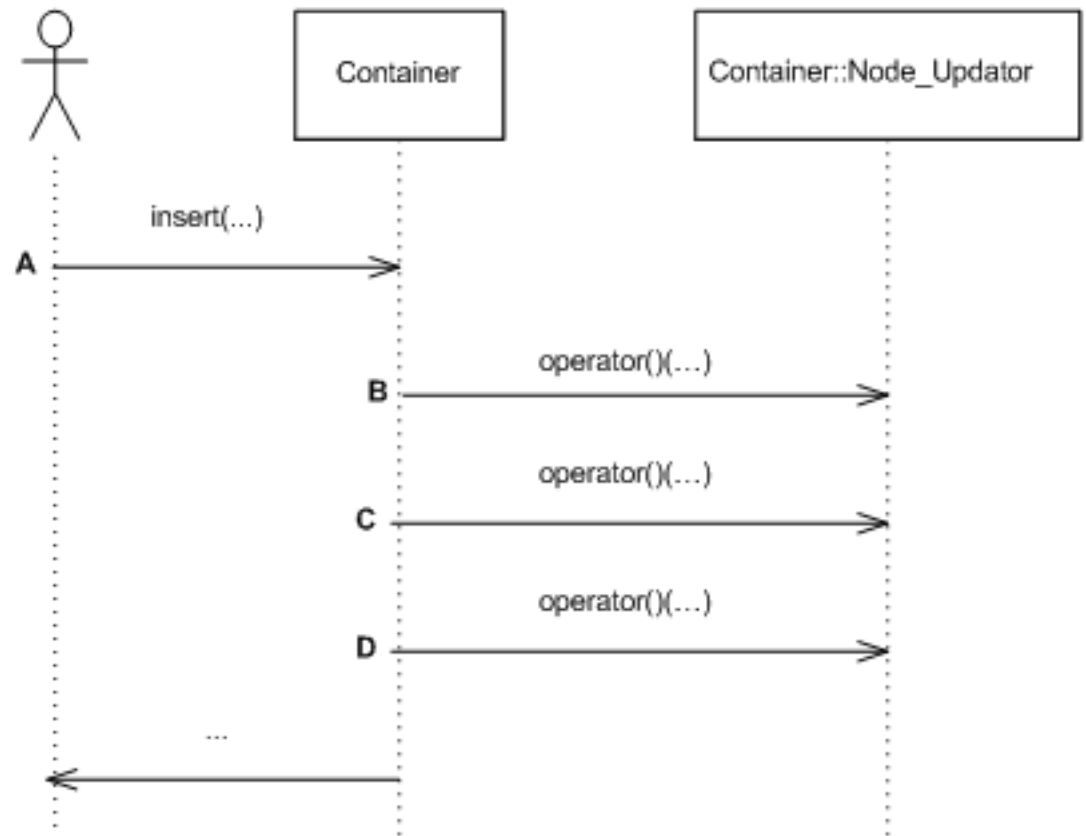 Container
Container::Node_Updator
insert(...)
A
operator()(...)
B
operator()(...)
C
operator()(...)
D
...